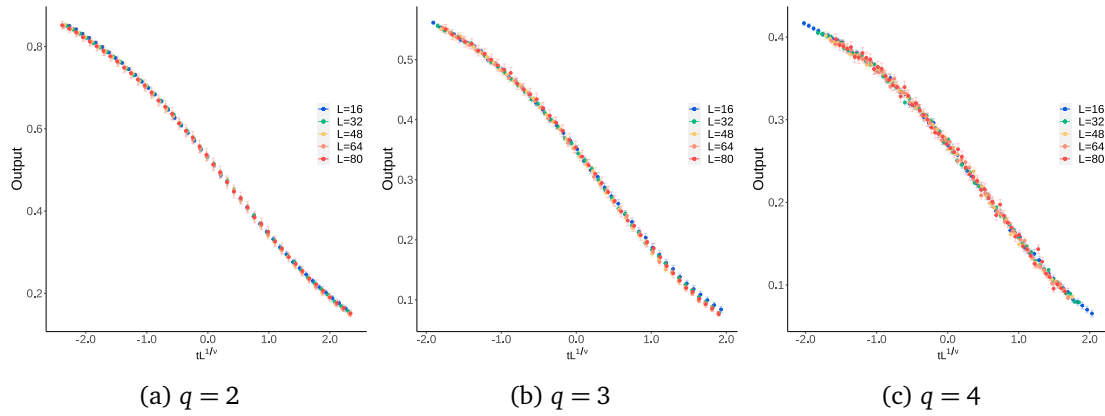 0.8
0.6
0.4
0.2
Output
-2.0 -1.0 0.0 1.0 2.0
tL^{1/ν}
L=16
L=32
L=48
L=64
L=80
(a) q = 2
0.5
0.4
0.3
0.2
0.1
Output
-2.0 -1.0 0.0 1.0 2.0
tL^{1/ν}
L=16
L=32
L=48
L=64
L=80
(b) q = 3
0.4
0.3
0.2
0.1
Output
-2.0 -1.0 0.0 1.0 2.0
tL^{1/ν}
L=16
L=32
L=48
L=64
L=80
(c) q = 4